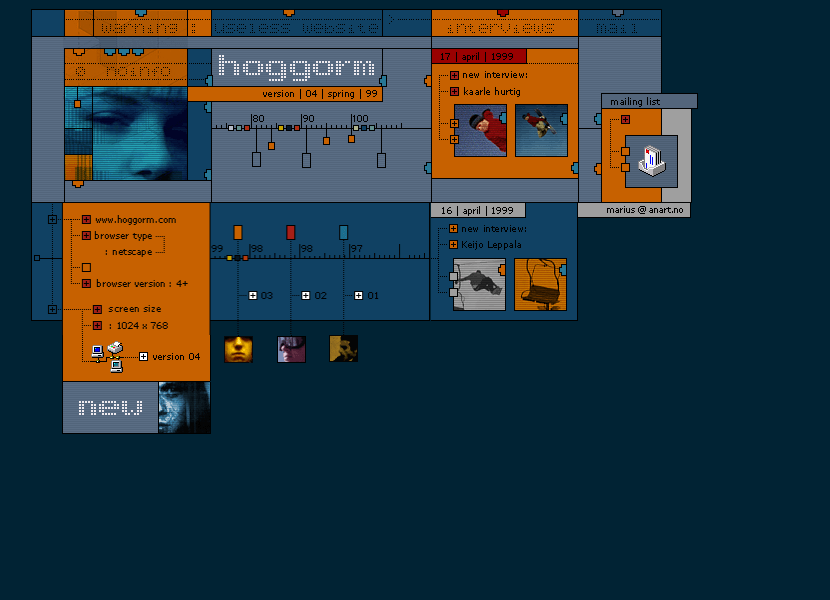 warning :
useless website
interviews
mail
0 noinfo
hoggorm
version | 04 | spring | 99
17 | april | 1999
new interview:
kaarle hurtig
mailing list
marius @ anart.no
80
90
100
16 | april | 1999
new interview:
Keijo Leppala
www.hoggorm.com
browser type
: netscape
browser version : 4+
screen size
: 1024 x 768
version 04
99
98
98
97
03
02
01
new